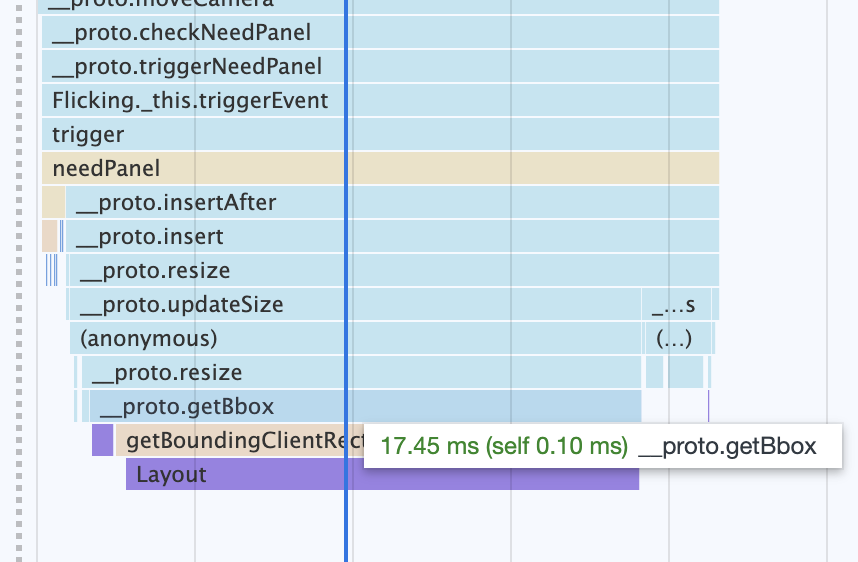 __proto.moveCamera
__proto.checkNeedPanel
__proto.triggerNeedPanel
Flicking._this.triggerEvent
trigger
needPanel
__proto.insertAfter
__proto.insert
__proto.resize
__proto.updateSize
_...s
(anonymous)
(...)
__proto.resize
__proto.getBbox
getBoundingClientRect
17.45 ms (self 0.10 ms) __proto.getBbox
Layout